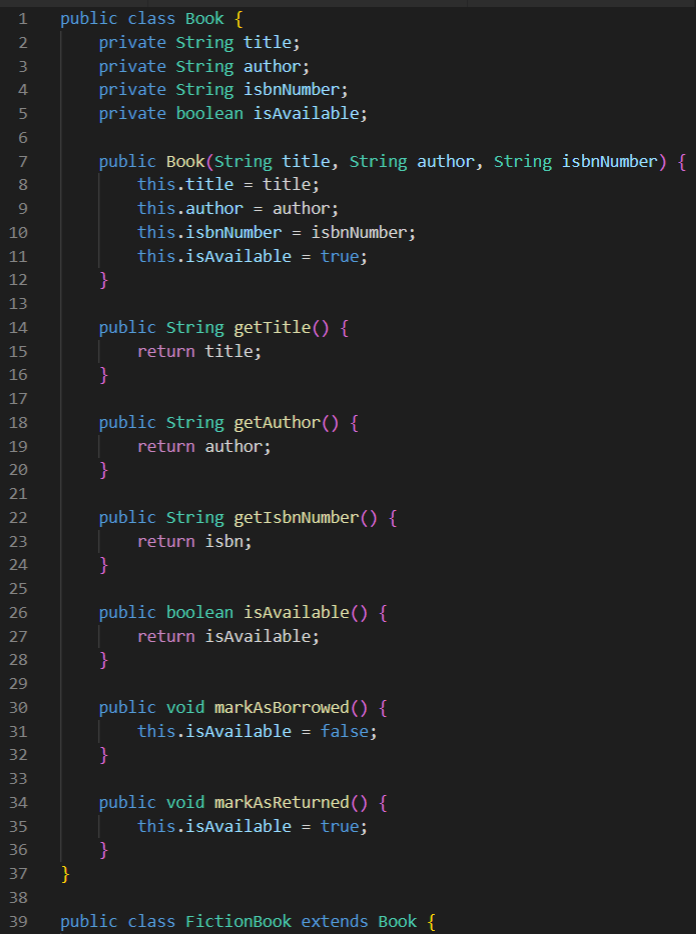 1 public class Book {
2     private String title;
3     private String author;
4     private String isbnNumber;
5     private boolean isAvailable;
6
7     public Book(String title, String author, String isbnNumber) {
8         this.title = title;
9         this.author = author;
10         this.isbnNumber = isbnNumber;
11         this.isAvailable = true;
12     }
13
14     public String getTitle() {
15         return title;
16     }
17
18     public String getAuthor() {
19         return author;
20     }
21
22     public String getIsbnNumber() {
23         return isbn;
24     }
25
26     public boolean isAvailable() {
27         return isAvailable;
28     }
29
30     public void markAsBorrowed() {
31         this.isAvailable = false;
32     }
33
34     public void markAsReturned() {
35         this.isAvailable = true;
36     }
37 }
38
39 public class FictionBook extends Book {